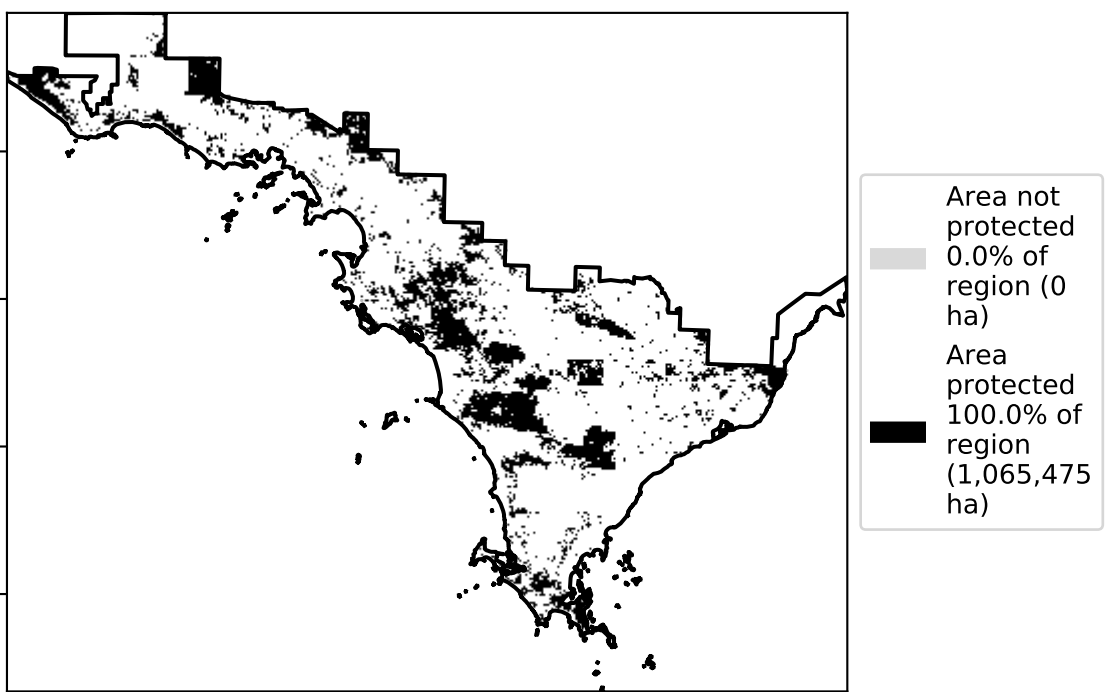 Area not
protected
0.0% of
region (0
ha)
Area
protected
100.0% of
region
(1,065,475
ha)